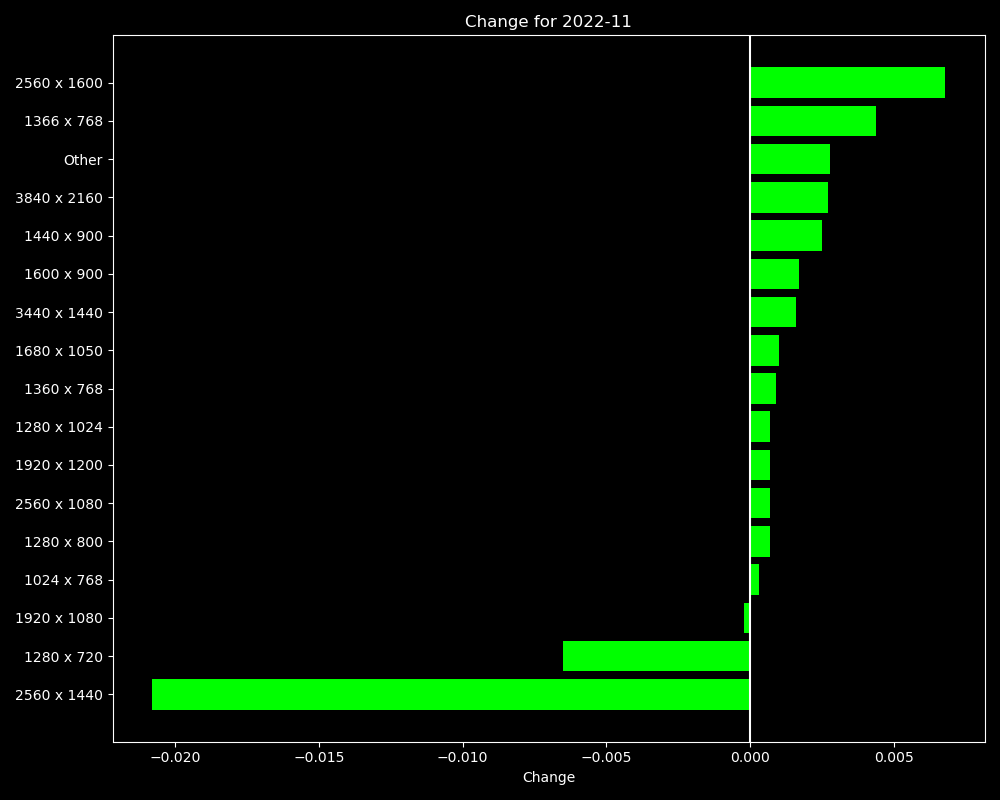 Change for 2022-11
2560 x 1600
1366 x 768
Other
3840 x 2160
1440 x 900
1600 x 900
3440 x 1440
1680 x 1050
1360 x 768
1280 x 1024
1920 x 1200
2560 x 1080
1280 x 800
1024 x 768
1920 x 1080
1280 x 720
2560 x 1440
−0.020 −0.015 −0.010 −0.005 0.000 0.005
Change